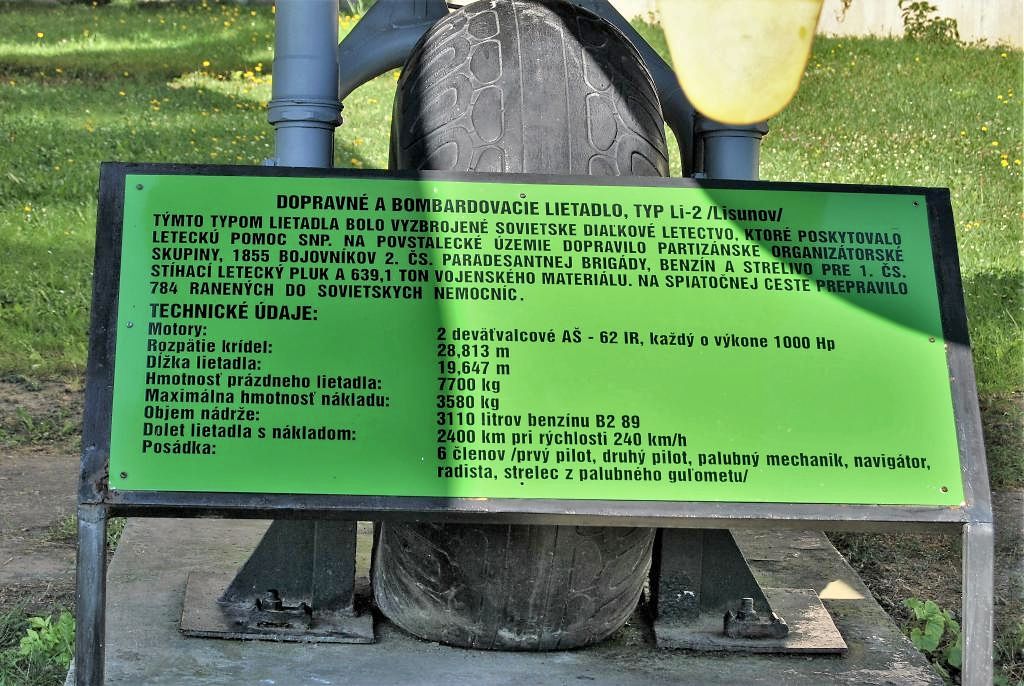 DOPRAVNÉ A BOMBARDOVACIE LIETADLO, TYP Li-2 /Lisunov/
TÝMTO TYPOM LIETADLA BOLO VYZBROJENÉ SOVIETSKE DIAĽKOVÉ LETECTVO, KTORÉ POSKYTOVALO
LETECKÚ POMOC SNP. NA POVSTALECKÉ ÚZEMIE DOPRAVILO PARTIZÁNSKE ORGANIZÁTORSKÉ
SKUPINY, 1855 BOJOVNÍKOV 2. ČS. PARADESANTNEJ BRIGÁDY, BENZÍN A STRELIVO PRE 1. ČS.
STÍHACÍ LETECKÝ PLUK A 639,1 TON VOJENSKÉHO MATERIÁLU. NA SPIATOČNEJ CESTE PREPRAVILO
784 RANENÝCH DO SOVIETSKYCH NEMOCNÍC.
TECHNICKÉ ÚDAJE:
Motory: 2 deväťvalcové AŠ - 62 IR, každý o výkone 1000 Hp
Rozpätie krídel: 28,813 m
Dĺžka lietadla: 19,647 m
Hmotnosť prázdneho lietadla: 7700 kg
Maximálna hmotnosť nákladu: 3580 kg
Objem nádrže: 3110 litrov benzínu B2 89
Dolet lietadla s nákladom: 2400 km pri rýchlosti 240 km/h
Posádka: 6 členov /prvý pilot, druhý pilot, palubný mechanik, navigátor,
radista, strelec z palubného guľometu/